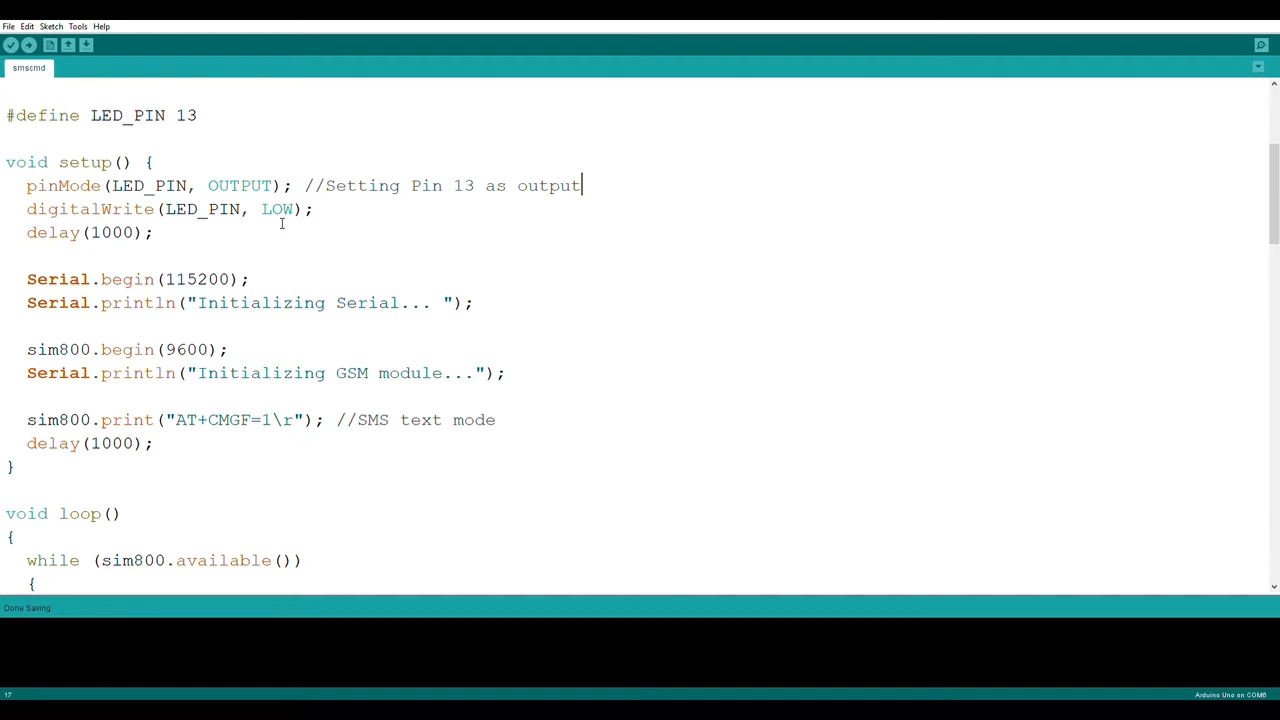 File Edit Sketch Tools Help
smscmd
#define LED_PIN 13
void setup() {
pinMode(LED_PIN, OUTPUT); //Setting Pin 13 as output
digitalWrite(LED_PIN, LOW);
delay(1000);
Serial.begin(115200);
Serial.println("Initializing Serial... ");
sim800.begin(9600);
Serial.println("Initializing GSM module...");
sim800.print("AT+CMGF=1\r"); //SMS text mode
delay(1000);
}
void loop()
{
while (sim800.available())
{
Done Saving.
17
Arduino Uno on COM6